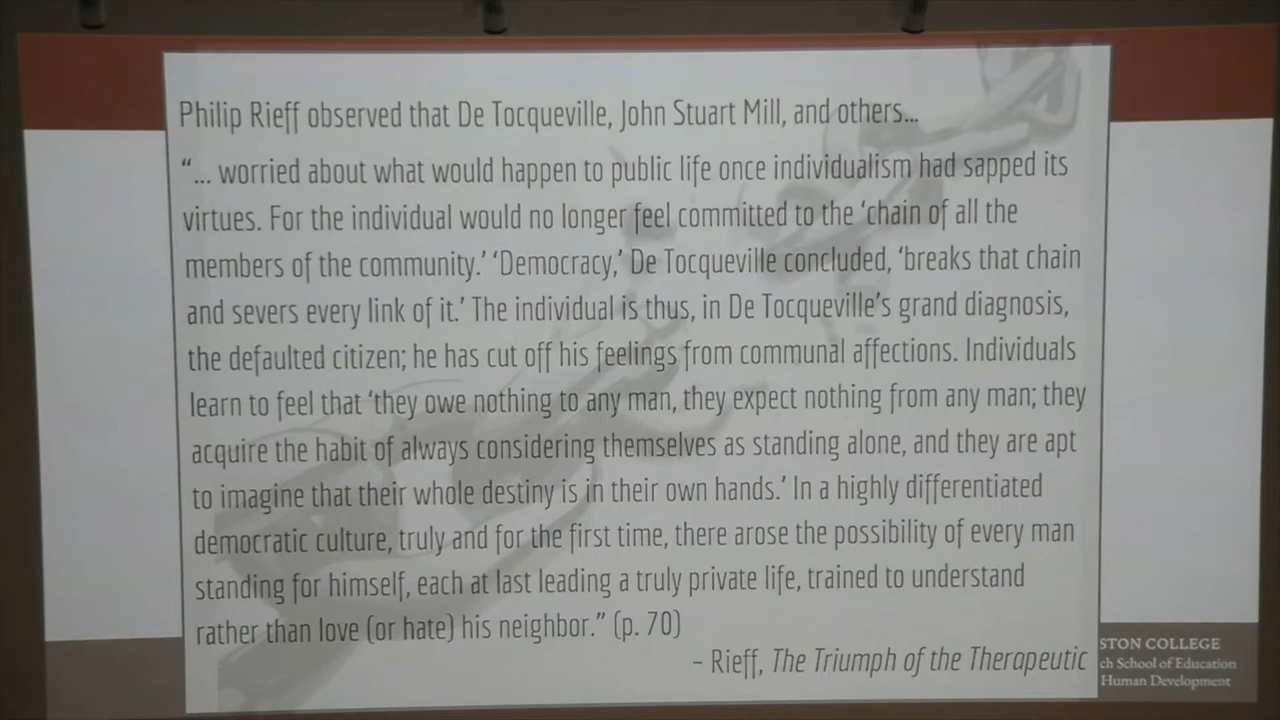 Philip Rieff observed that De Tocqueville, John Stuart Mill, and others...
“... worried about what would happen to public life once individualism had sapped its
virtues. For the individual would no longer feel committed to the ‘chain of all the
members of the community.’ ‘Democracy,’ De Tocqueville concluded, ‘breaks that chain
and severs every link of it.’ The individual is thus, in De Tocqueville’s grand diagnosis,
the defaulted citizen; he has cut off his feelings from communal affections. Individuals
learn to feel that ‘they owe nothing to any man, they expect nothing from any man; they
acquire the habit of always considering themselves as standing alone, and they are apt
to imagine that their whole destiny is in their own hands.’ In a highly differentiated
democratic culture, truly and for the first time, there arose the possibility of every man
standing for himself, each at last leading a truly private life, trained to understand
rather than love (or hate) his neighbor.” (p. 70)
– Rieff, The Triumph of the Therapeutic
STON COLLEGE
ch School of Education
Human Development